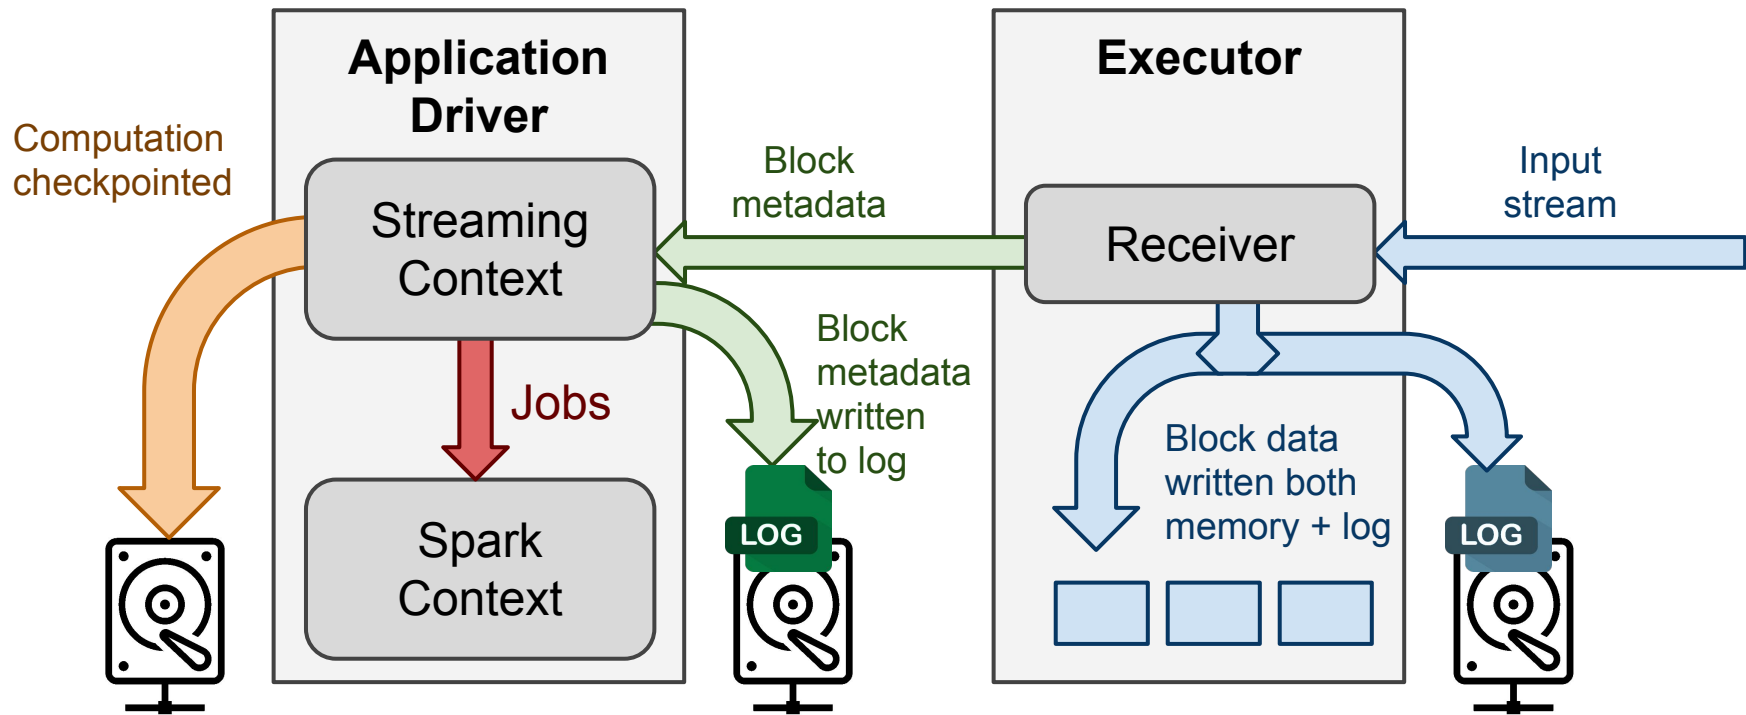 Application
Driver
Executor
Computation
checkpointed
Streaming
Context
Block
metadata
Receiver
Input
stream
Block
metadata
written
to log
Jobs
Block data
written both
memory + log
Spark
Context
LOG
LOG